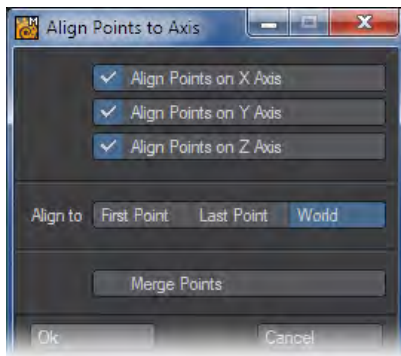 Align Points to Axis
Align Points on X Axis
Align Points on Y Axis
Align Points on Z Axis
Align to First Point Last Point World
Merge Points
Ok Cancel